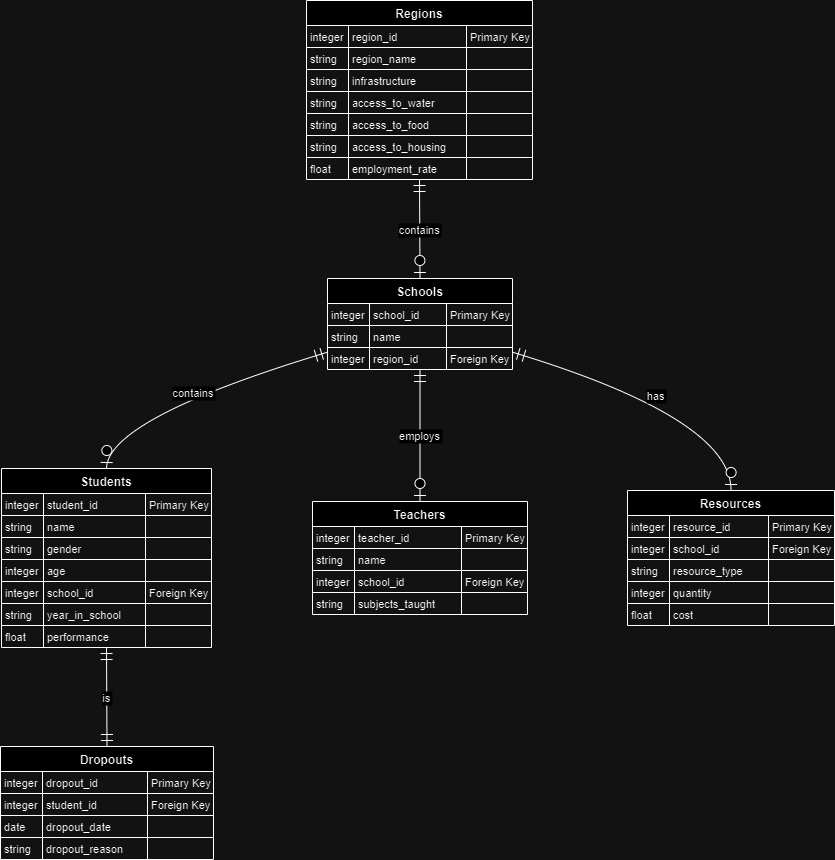 Regions
integer region_id Primary Key
string region_name
string infrastructure
string access_to_water
string access_to_food
string access_to_housing
float employment_rate
contains
Schools
integer school_id Primary Key
string name
integer region_id Foreign Key
contains
employs
has
Students
integer student_id Primary Key
string name
string gender
integer age
integer school_id Foreign Key
string year_in_school
float performance
Teachers
integer teacher_id Primary Key
string name
integer school_id Foreign Key
string subjects_taught
Resources
integer resource_id Primary Key
integer school_id Foreign Key
string resource_type
integer quantity
float cost
is
Dropouts
integer dropout_id Primary Key
integer student_id Foreign Key
date dropout_date
string dropout_reason